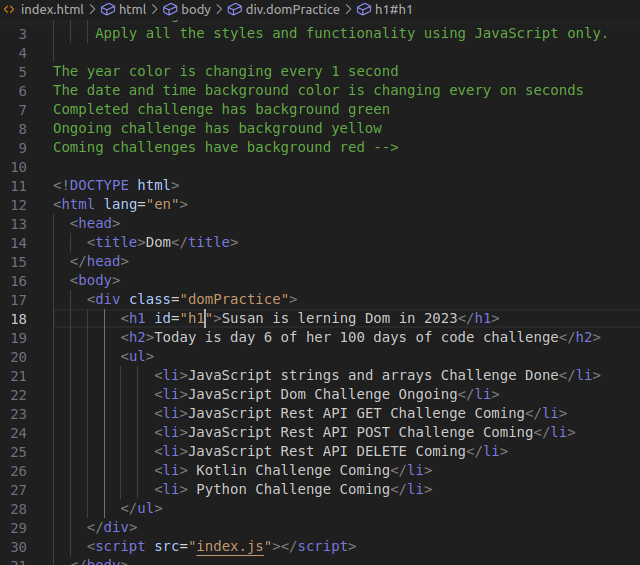 index.html > html > body > div.domPractice > h1#h1
3 Apply all the styles and functionality using JavaScript only.
4
5 The year color is changing every 1 second
6 The date and time background color is changing every on seconds
7 Completed challenge has background green
8 Ongoing challenge has background yellow
9 Coming challenges have background red -->
10
11 <!DOCTYPE html>
12 <html lang="en">
13 <head>
14 <title>Dom</title>
15 </head>
16 <body>
17 <div class="domPractice">
18 <h1 id="h1">Susan is lerning Dom in 2023</h1>
19 <h2>Today is day 6 of her 100 days of code challenge</h2>
20 <ul>
21 <li>JavaScript strings and arrays Challenge Done</li>
22 <li>JavaScript Dom Challenge Ongoing</li>
23 <li>JavaScript Rest API GET Challenge Coming</li>
24 <li>JavaScript Rest API POST Challenge Coming</li>
25 <li>JavaScript Rest API DELETE Coming</li>
26 <li> Kotlin Challenge Coming</li>
27 <li> Python Challenge Coming</li>
28 </ul>
29 </div>
30 <script src="index.js"></script>
31 </body>